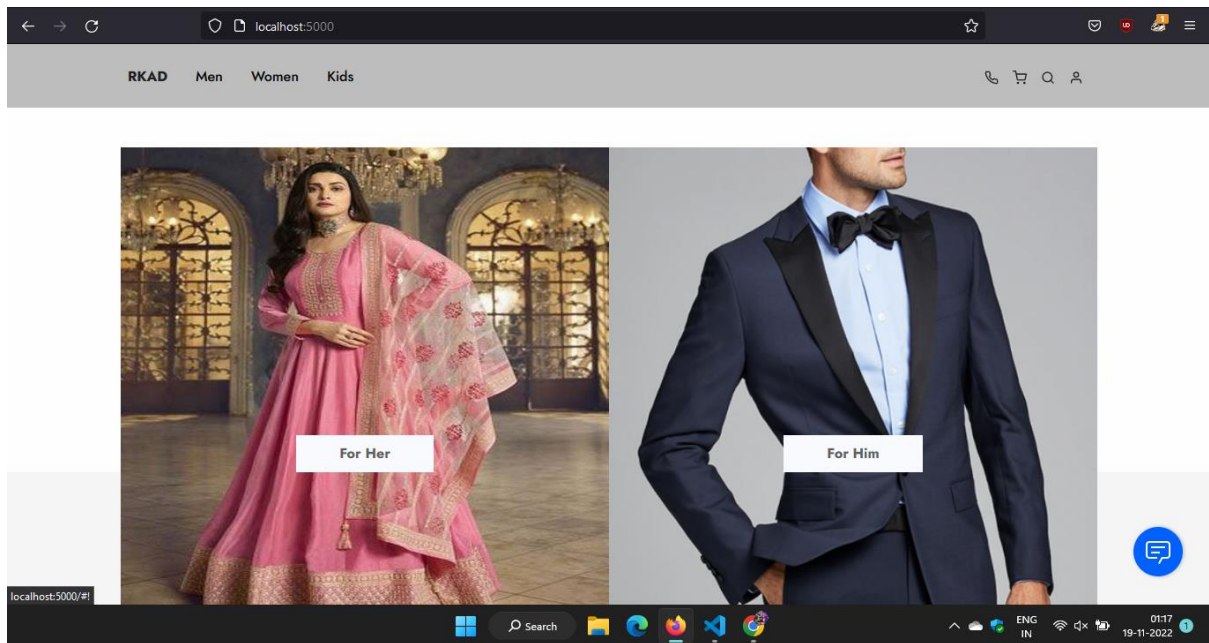 localhost:5000
RKAD Men Women Kids
For Her For Him
localhost:5000/#!
Search
ENG
IN
01:17
19-11-2022
1